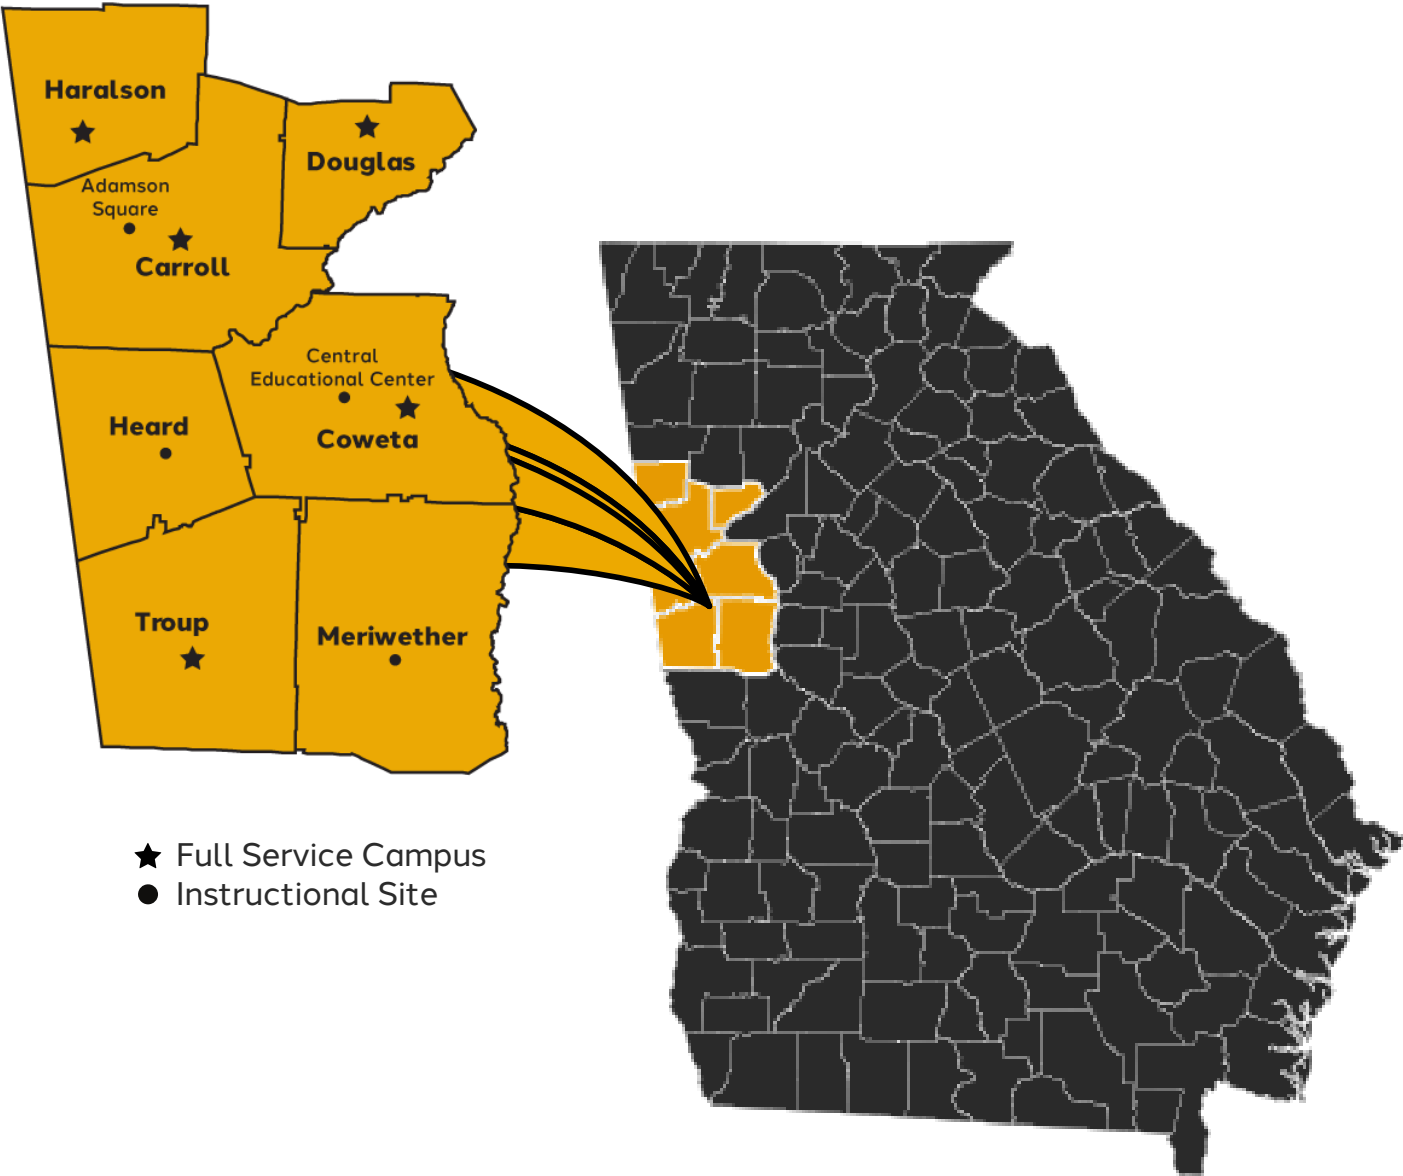 Haralson
Douglas
Adamson
Square
Carroll
Central
Educational Center
Heard
Coweta
Troup
Meriwether
Full Service Campus
Instructional Site